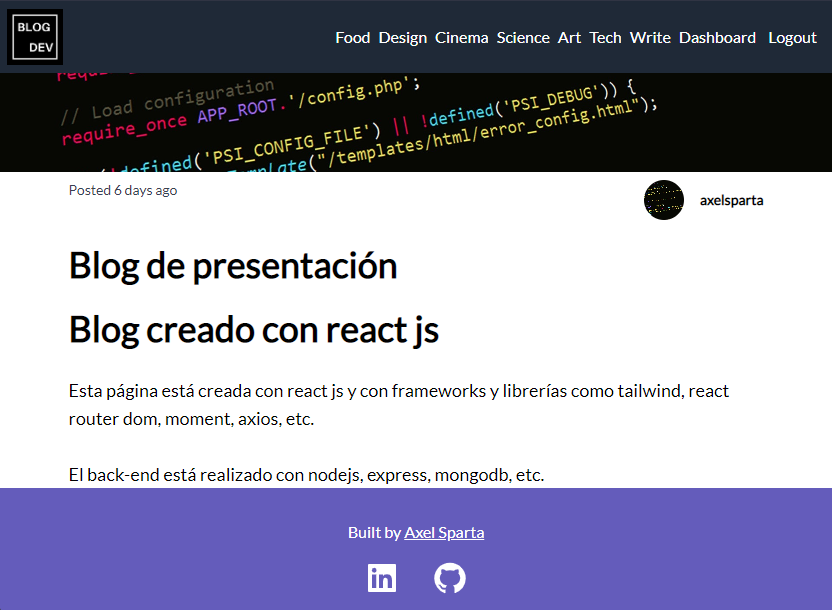 BLOG
DEV
Food Design Cinema Science Art Tech Write Dashboard Logout
// Load configuration
require_once APP_ROOT.'/config.php';
defined('PSI_CONFIG_FILE') || !defined('PSI_DEBUG')) {
Template("/templates/html/error_config.html");
Posted 6 days ago
axelsparta
Blog de presentación
Blog creado con react js
Esta página está creada con react js y con frameworks y librerías como tailwind, react
router dom, moment, axios, etc.
El back-end está realizado con nodejs, express, mongodb, etc.
Built by Axel Sparta
in